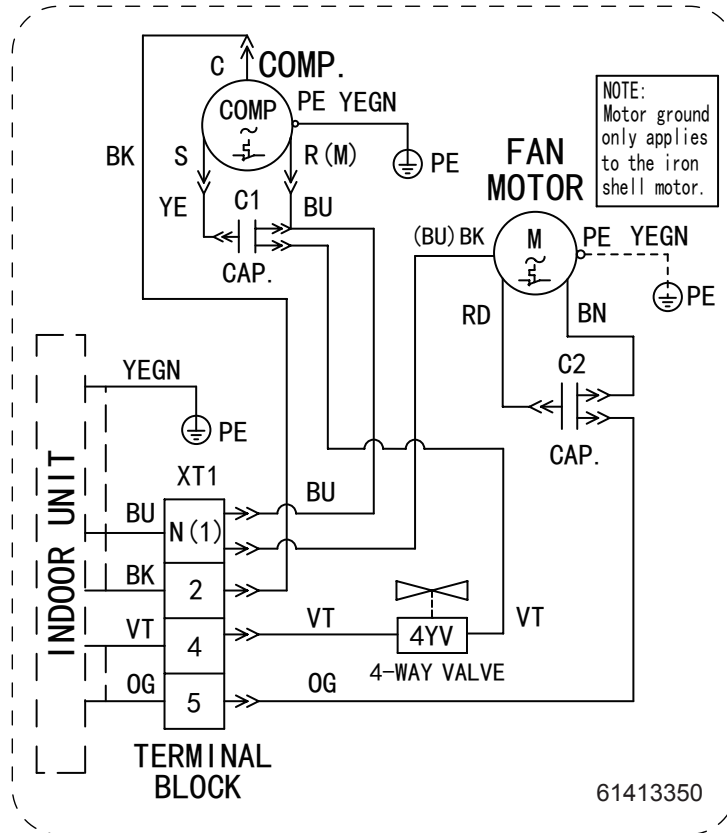 C COMP.
COMP
PE YEGN
NOTE:
Motor ground
only applies
to the iron
shell motor.
BK
S
R(M)
PE
FAN
MOTOR
YE
C1
BU
CAP.
(BU)BK
M
PE YEGN
PE
RD
BN
C2
CAP.
YEGN
PE
XT1
INDOOR UNIT
BU
N(1)
BU
BK
2
VT
4
VT
4YV
VT
4-WAY VALVE
OG
5
OG
TERMINAL
BLOCK
61413350